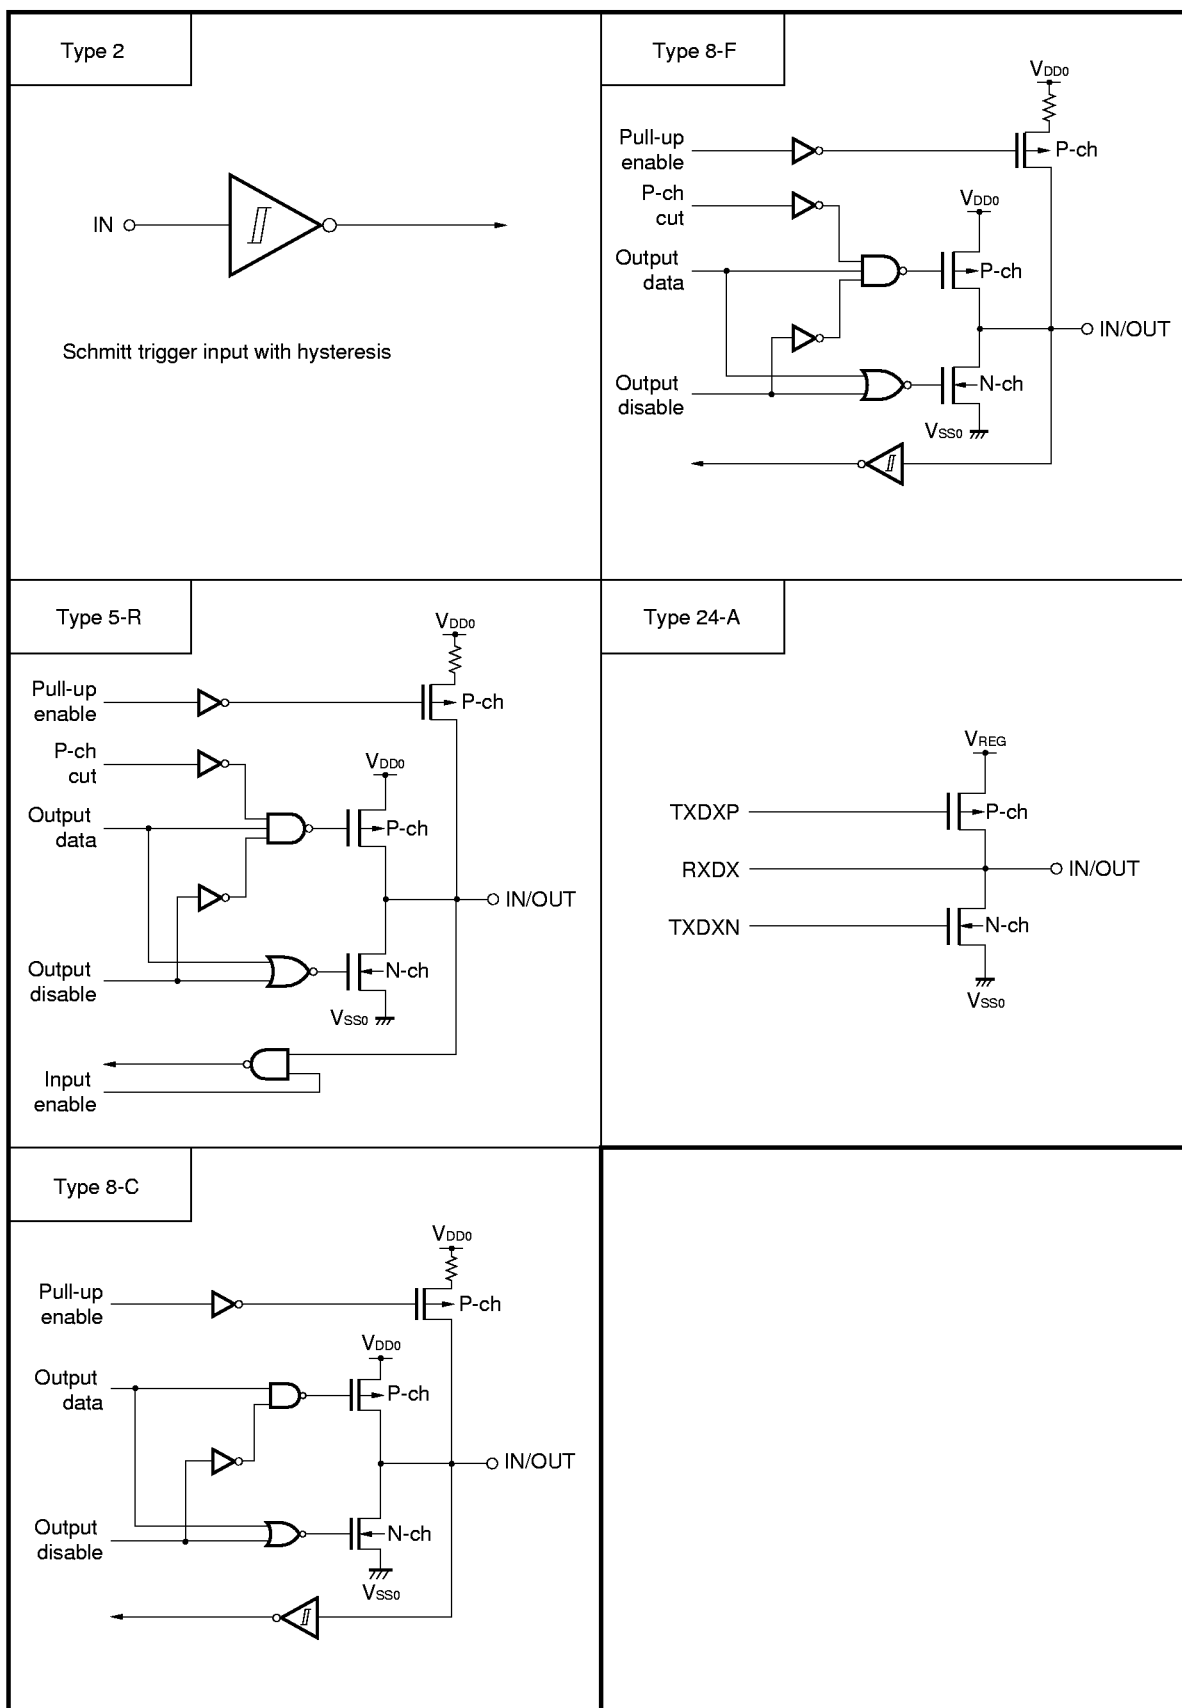 Type 2
IN
Schmitt trigger input with hysteresis
Type 8-F
VDD0
Pull-up
enable
P-ch
P-ch
cut
VDD0
Output
data
P-ch
IN/OUT
Output
disable
N-ch
VSS0
Type 5-R
VDD0
Pull-up
enable
P-ch
P-ch
cut
VDD0
Output
data
P-ch
IN/OUT
Output
disable
N-ch
VSS0
Input
enable
Type 24-A
VREG
TXDXP
P-ch
RXDX
IN/OUT
TXDXN
N-ch
VSS0
Type 8-C
VDD0
Pull-up
enable
P-ch
VDD0
Output
data
P-ch
IN/OUT
Output
disable
N-ch
VSS0